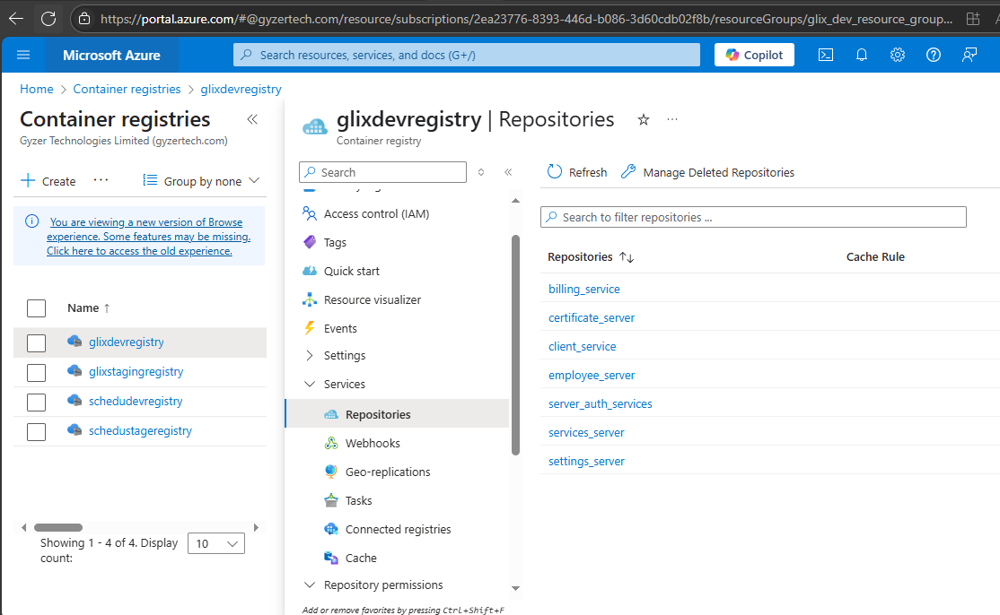 https://portal.azure.com/#@gyzertech.com/resource/subscriptions/2ea23776-8393-446d-b086-3d60cdb02f8b/resourceGroups/glix_dev_resource_group...
Microsoft Azure
Search resources, services, and docs (G+/)
Copilot
Home > Container registries > glixdevregistry
Container registries
Gyzer Technologies Limited (gyzertech.com)
Create
...
Group by none
You are viewing a new version of Browse
experience. Some features may be missing.
Click here to access the old experience.
Name ↑
glixdevregistry
glixstagingregistry
schedudevregistry
schedustageregistry
Showing 1 - 4 of 4. Display
count:
10
glixdevregistry | Repositories
...
Container registry
Search
Access control (IAM)
Tags
Quick start
Resource visualizer
Events
Settings
Services
Repositories
Webhooks
Geo-replications
Tasks
Connected registries
Cache
Repository permissions
Add or remove favorites by pressing Ctrl+Shift+F
Refresh
Manage Deleted Repositories
Search to filter repositories ...
Repositories ↑↓ Cache Rule
billing_service
certificate_server
client_service
employee_server
server_auth_services
services_server
settings_server